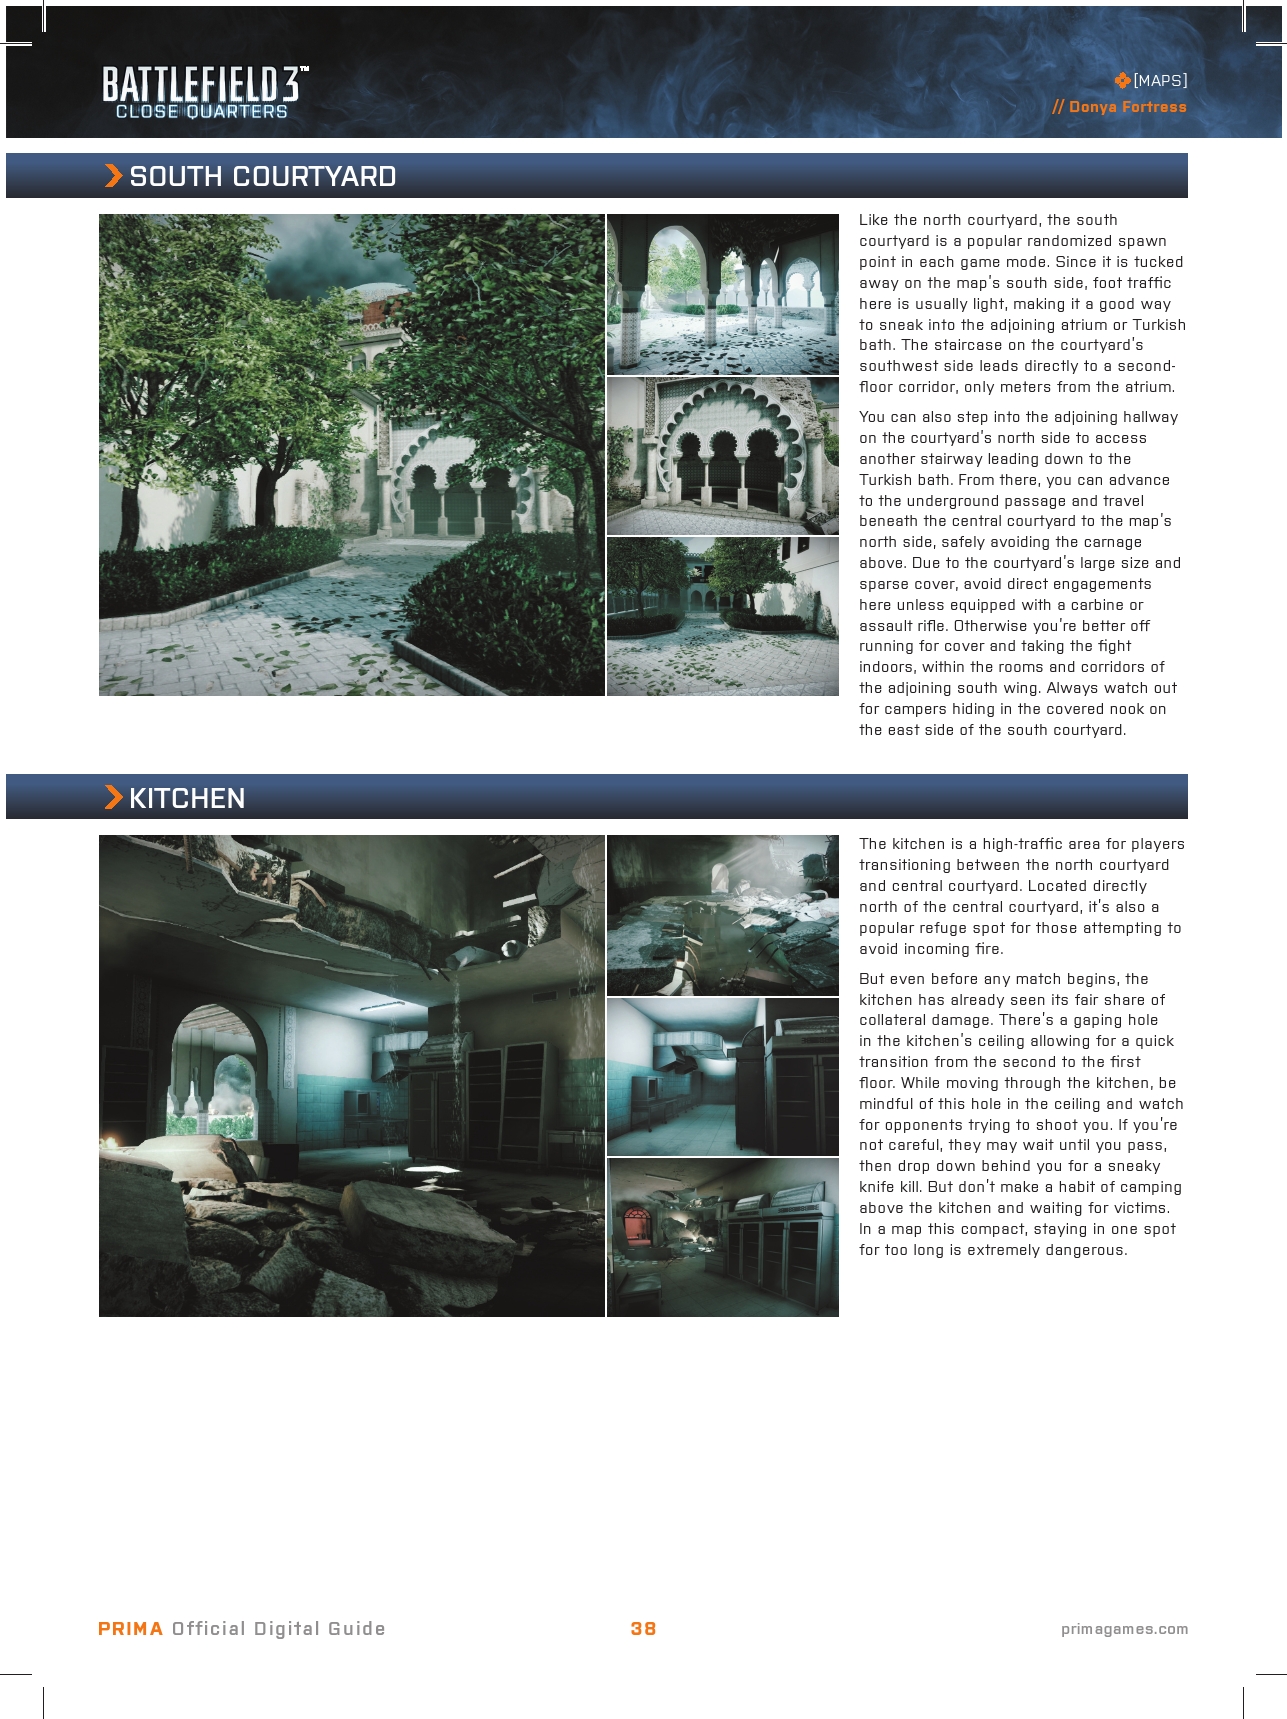 BATTLEFIELD 3™
CLOSE QUARTERS
[MAPS]
// Donya Fortress
SOUTH COURTYARD
Like the north courtyard, the south
courtyard is a popular randomized spawn
point in each game mode. Since it is tucked
away on the map's south side, foot traffic
here is usually light, making it a good way
to sneak into the adjoining atrium or Turkish
bath. The staircase on the courtyard's
southwest side leads directly to a second-
floor corridor, only meters from the atrium.
You can also step into the adjoining hallway
on the courtyard's north side to access
another stairway leading down to the
Turkish bath. From there, you can advance
to the underground passage and travel
beneath the central courtyard to the map's
north side, safely avoiding the carnage
above. Due to the courtyard's large size and
sparse cover, avoid direct engagements
here unless equipped with a carbine or
assault rifle. Otherwise you're better off
running for cover and taking the fight
indoors, within the rooms and corridors of
the adjoining south wing. Always watch out
for campers hiding in the covered nook on
the east side of the south courtyard.
KITCHEN
The kitchen is a high-traffic area for players
transitioning between the north courtyard
and central courtyard. Located directly
north of the central courtyard, it's also a
popular refuge spot for those attempting to
avoid incoming fire.
But even before any match begins, the
kitchen has already seen its fair share of
collateral damage. There's a gaping hole
in the kitchen's ceiling allowing for a quick
transition from the second to the first
floor. While moving through the kitchen, be
mindful of this hole in the ceiling and watch
for opponents trying to shoot you. If you're
not careful, they may wait until you pass,
then drop down behind you for a sneaky
knife kill. But don't make a habit of camping
above the kitchen and waiting for victims.
In a map this compact, staying in one spot
for too long is extremely dangerous.
PRIMA Official Digital Guide
38
primagames.com